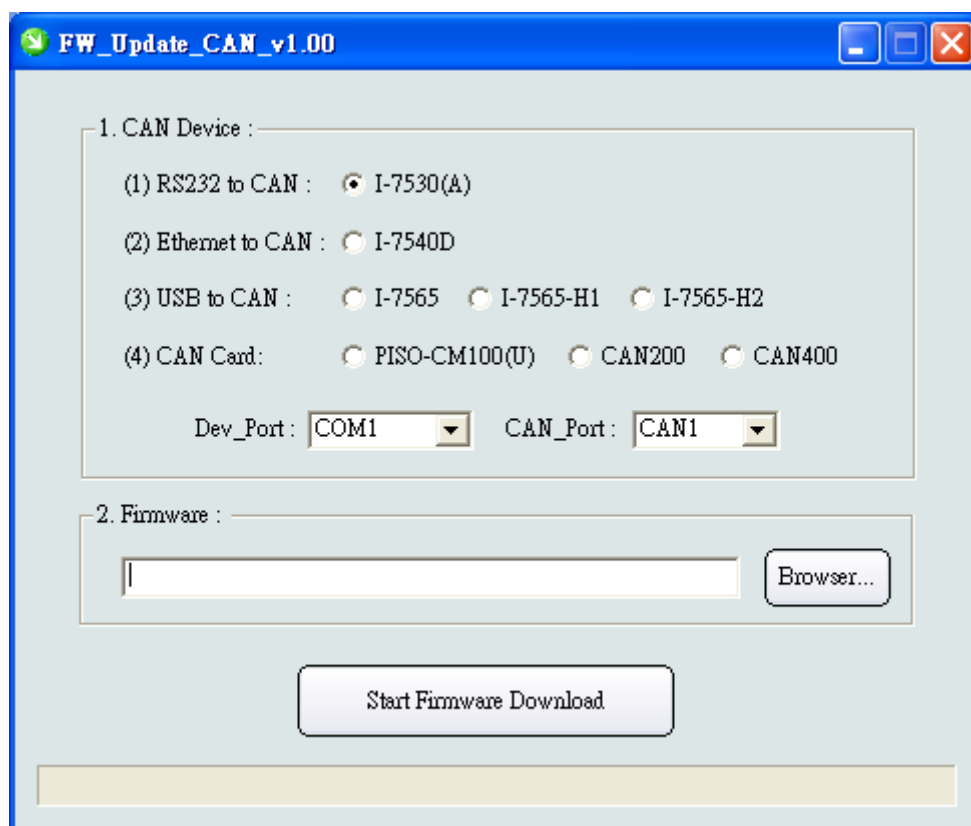 FW_Update_CAN_v1.00
1. CAN Device :
(1) RS232 to CAN : I-7530(A)
(2) Ethernet to CAN : I-7540D
(3) USB to CAN : I-7565 I-7565-H1 I-7565-H2
(4) CAN Card: PISO-CM100(U) CAN200 CAN400
Dev_Port : COM1 CAN_Port : CAN1
2. Firmware :
Browser...
Start Firmware Download